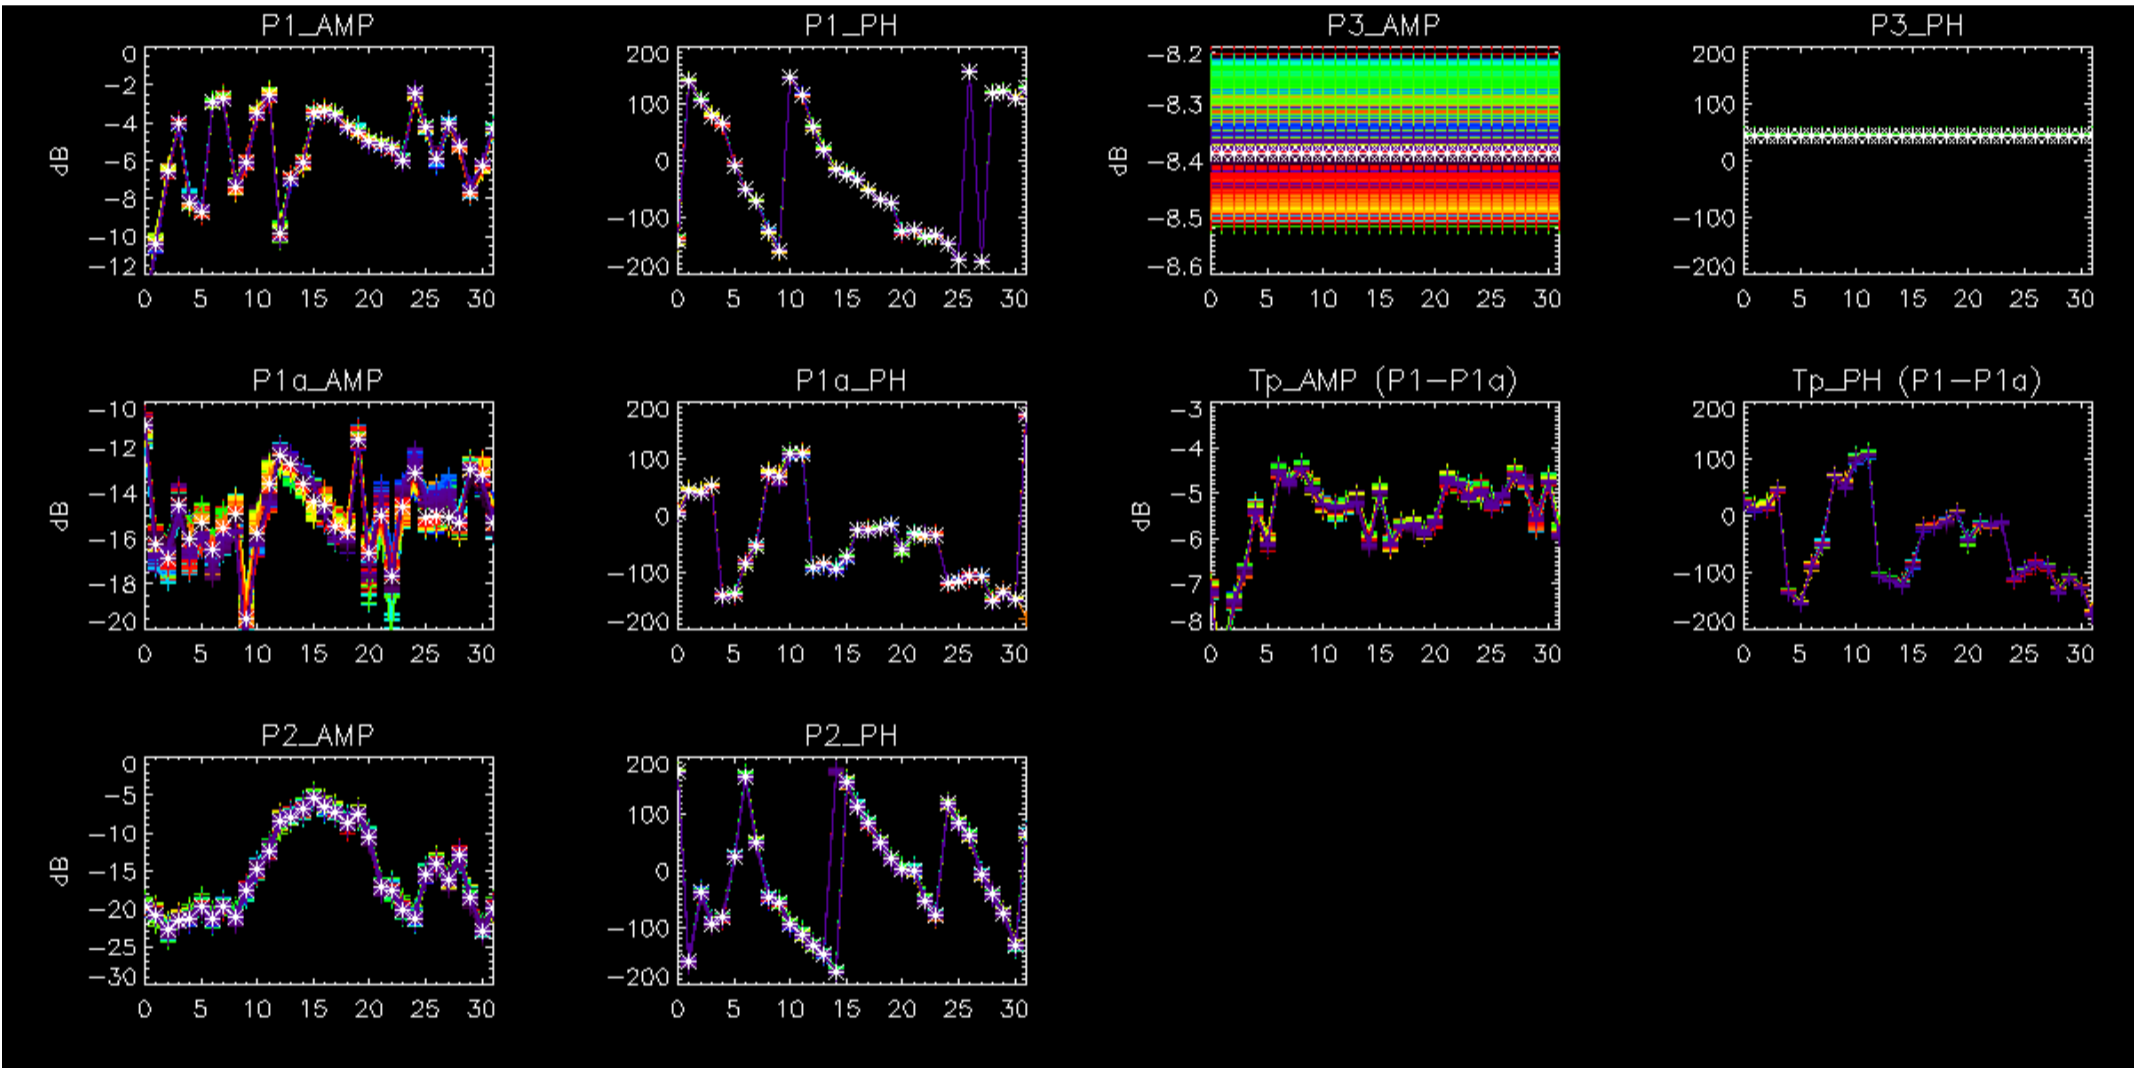 P1_AMP
0
-2
-4
-6
-8
-10
-12
dB
0 5 10 15 20 25 30
P1_PH
200
100
0
-100
-200
0 5 10 15 20 25 30
P3_AMP
-8.2
-8.3
-8.4
-8.5
-8.6
dB
0 5 10 15 20 25 30
P3_PH
200
100
0
-100
-200
0 5 10 15 20 25 30
P1a_AMP
-10
-12
-14
-16
-18
-20
dB
0 5 10 15 20 25 30
P1a_PH
200
100
0
-100
-200
0 5 10 15 20 25 30
Tp_AMP (P1-P1a)
-3
-4
-5
-6
-7
-8
dB
0 5 10 15 20 25 30
Tp_PH (P1-P1a)
200
100
0
-100
-200
0 5 10 15 20 25 30
P2_AMP
0
-5
-10
-15
-20
-25
-30
dB
0 5 10 15 20 25 30
P2_PH
200
100
0
-100
-200
0 5 10 15 20 25 30